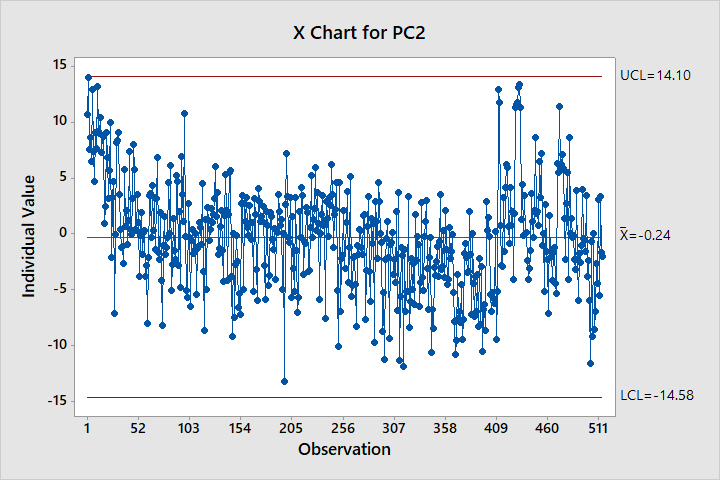 X Chart for PC2
15
10
5
0
-5
-10
-15
Individual Value
UCL=14.10
X̄=-0.24
LCL=-14.58
1 52 103 154 205 256 307 358 409 460 511
Observation